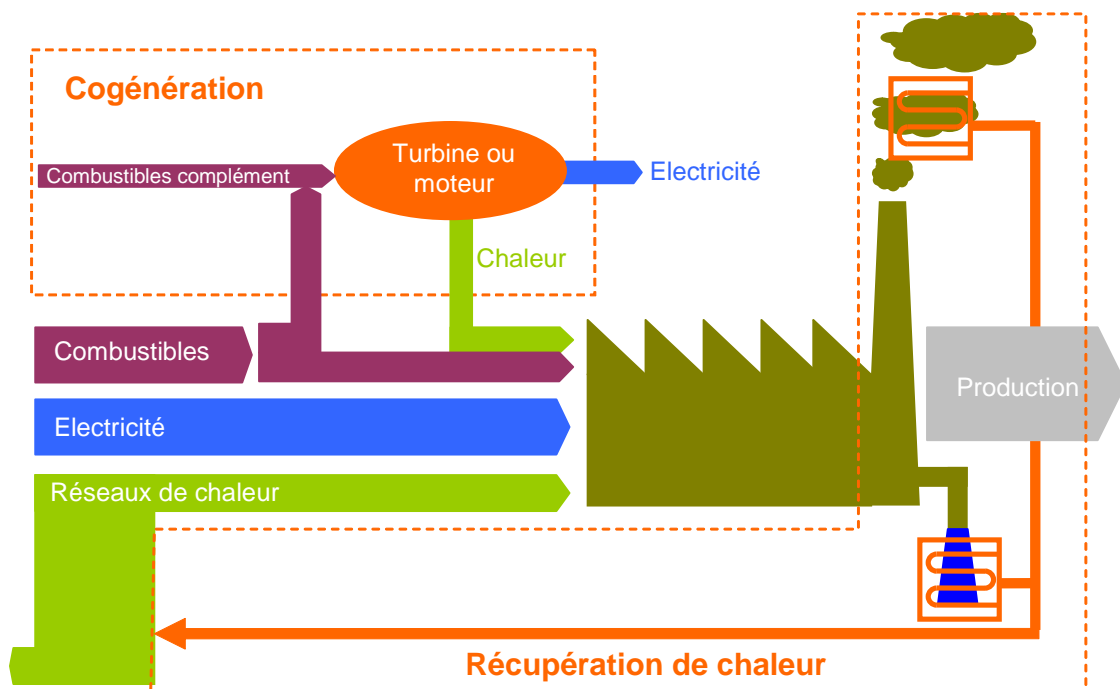 Cogénération
Combustibles complément
Turbine ou
moteur
Electricité
Chaleur
Combustibles
Production
Electricité
Réseaux de chaleur
Récupération de chaleur